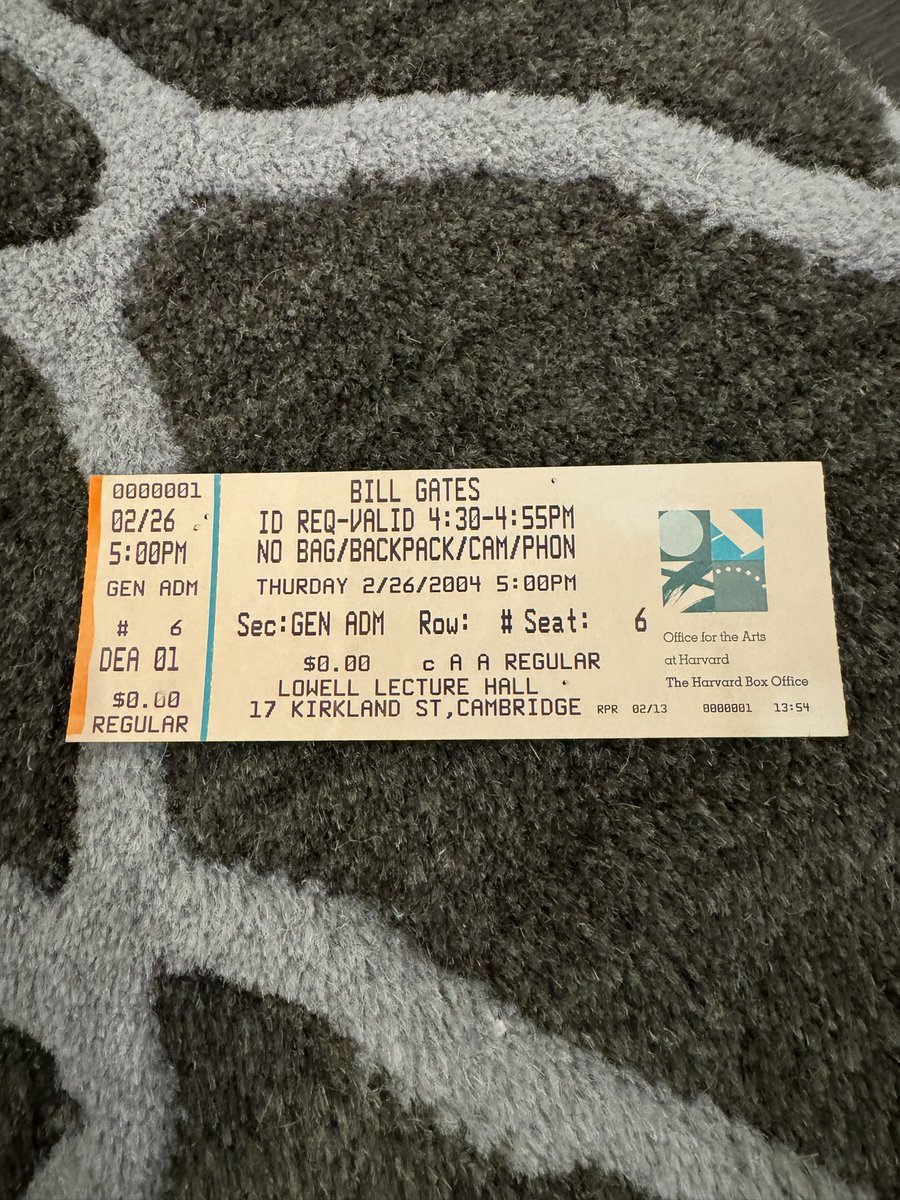 0000001
02/26
5:00PM
GEN ADM
# 6
DEA 01
$0.00
REGULAR
BILL GATES
ID REQ-VALID 4:30-4:55PM
NO BAG/BACKPACK/CAM/PHON
THURDAY 2/26/2004 5:00PM
Sec:GEN ADM Row: # Seat: 6
$0.00 c A A REGULAR
LOWELL LECTURE HALL
17 KIRKLAND ST,CAMBRIDGE
Office for the Arts
at Harvard
The Harvard Box Office
RPR 02/13 0000001 13:54